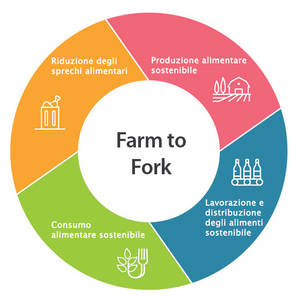 Riduzione degli
sprechi alimentari
Produzione alimentare
sostenibile
Farm to
Fork
Lavorazione e
distribuzione
degli alimenti
sostenibile
Consumo
alimentare sostenibile